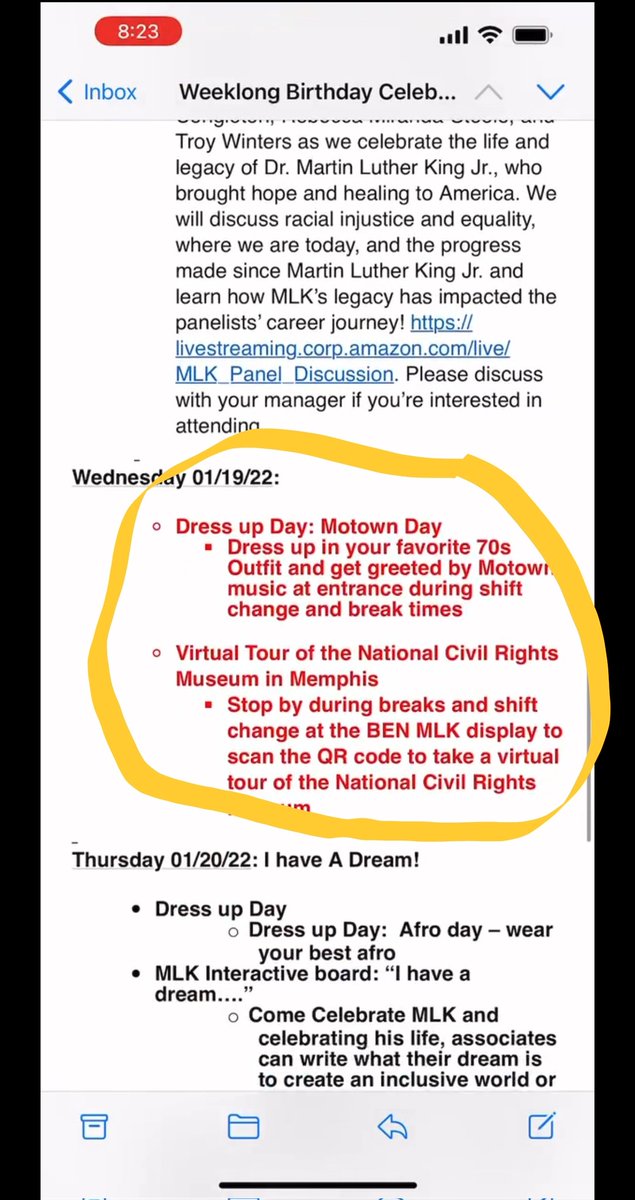 8:23
Inbox
Weeklong Birthday Celeb...
Troy Winters as we celebrate the life and
legacy of Dr. Martin Luther King Jr., who
brought hope and healing to America. We
will discuss racial injustice and equality,
where we are today, and the progress
made since Martin Luther King Jr. and
learn how MLK's legacy has impacted the
panelists' career journey! https://
livestreaming.corp.amazon.com/live/
MLK_Panel_Discussion. Please discuss
with your manager if you're interested in
attending
Wednesday 01/19/22:
Dress up Day: Motown Day
Dress up in your favorite 70s
Outfit and get greeted by Motown
music at entrance during shift
change and break times
Virtual Tour of the National Civil Rights
Museum in Memphis
Stop by during breaks and shift
change at the BEN MLK display to
scan the QR code to take a virtual
tour of the National Civil Rights
Thursday 01/20/22: I have A Dream!
• Dress up Day
o Dress up Day: Afro day – wear
your best afro
• MLK Interactive board: "I have a
dream...."
o Come Celebrate MLK and
celebrating his life, associates
can write what their dream is
to create an inclusive world or